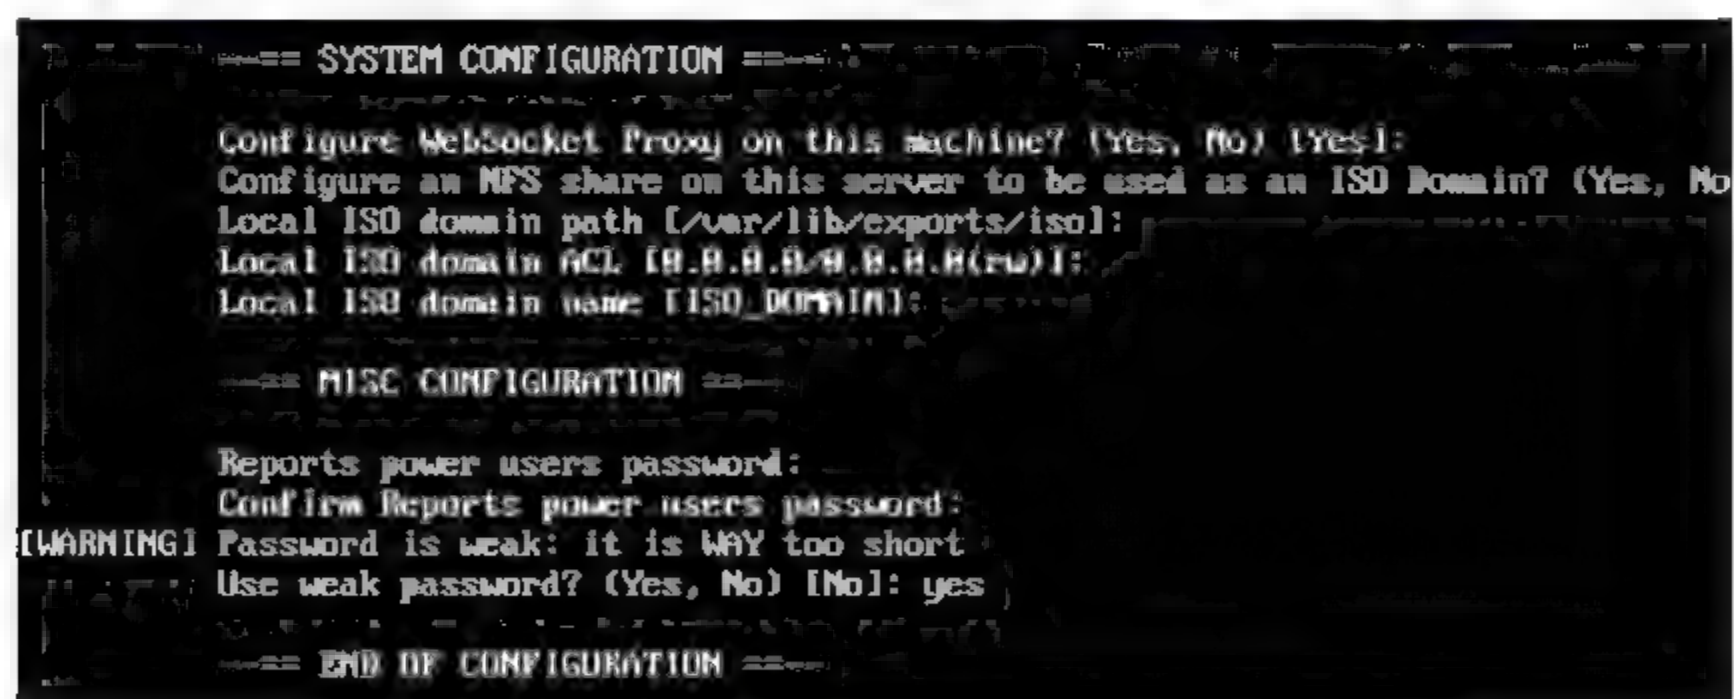 --== SYSTEM CONFIGURATION ==--
Configure WebSocket Proxy on this machine? (Yes, No) [Yes]:
Configure an NFS share on this server to be used as an ISO Domain? (Yes, No
Local ISO domain path [/var/lib/exports/iso]:
Local ISO domain ACL [0.0.0.0/0.0.0.0(rw)]:
Local ISO domain name [ISO_DOMAIN]:
--== MISC CONFIGURATION ==--
Reports power users password:
Confirm Reports power users password:
[WARNING] Password is weak: it is WAY too short
Use weak password? (Yes, No) [No]: yes
--== END OF CONFIGURATION ==--